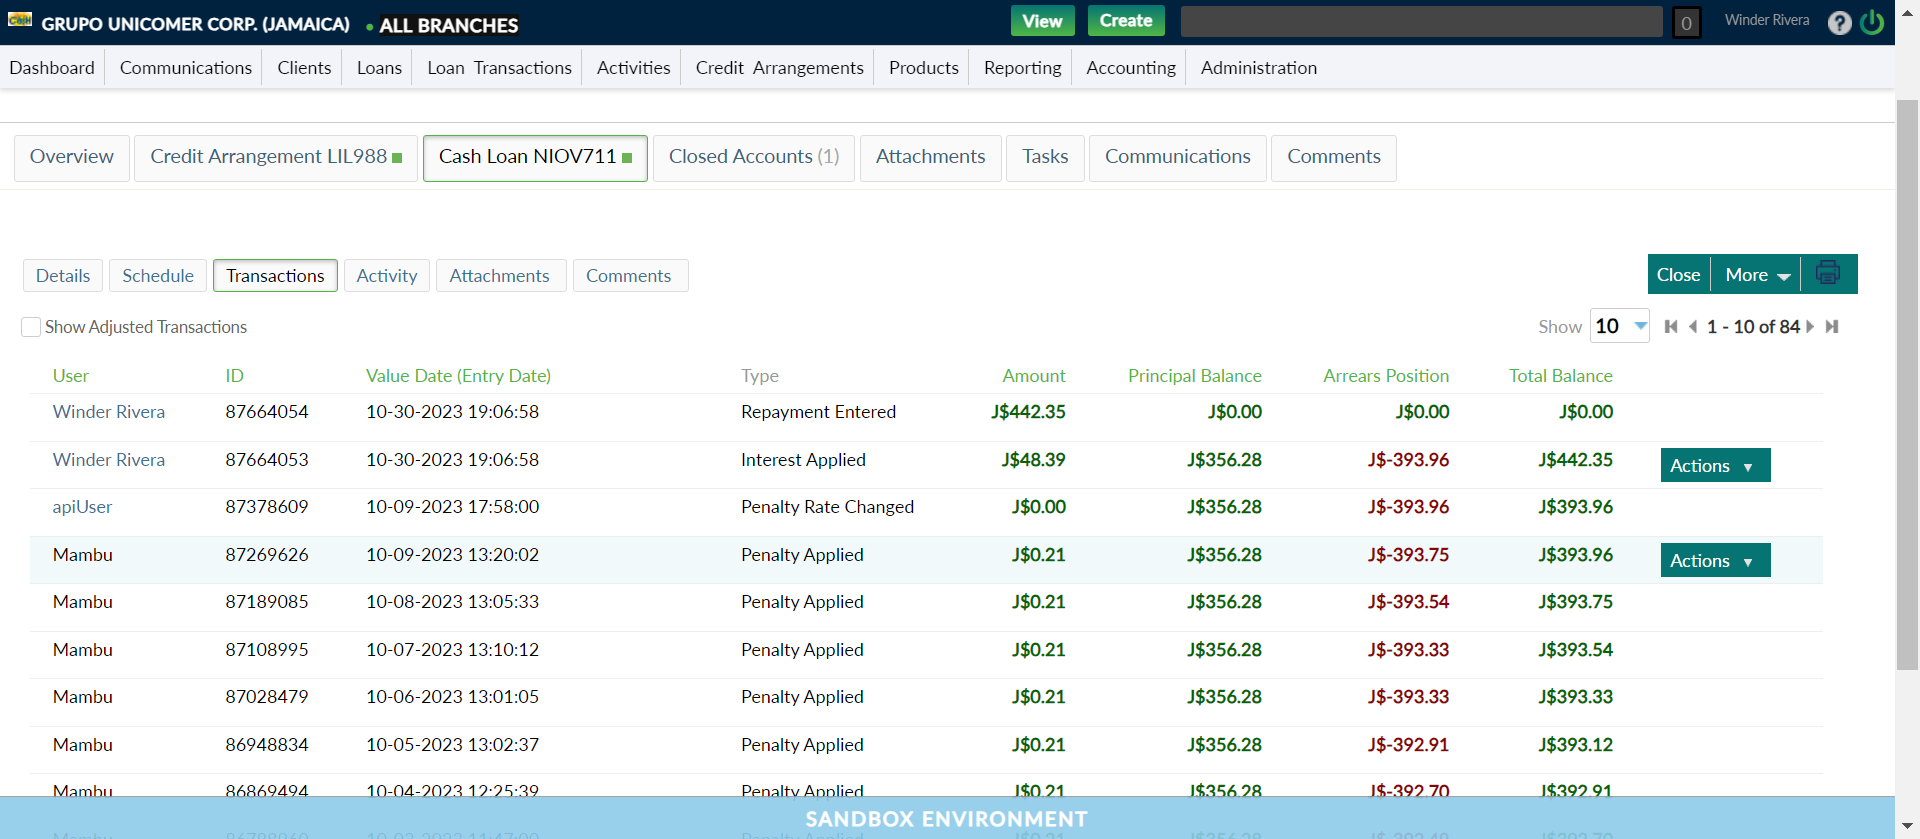 Cash GRUPO UNICOMER CORP. (JAMAICA) • ALL BRANCHES View Create 0 Winder Rivera ?
Dashboard Communications Clients Loans Loan Transactions Activities Credit Arrangements Products Reporting Accounting Administration
Overview Credit Arrangement LIL988 Cash Loan NIOV711 Closed Accounts (1) Attachments Tasks Communications Comments
Details Schedule Transactions Activity Attachments Comments Close More
Show Adjusted Transactions Show 10 1 - 10 of 84
User ID Value Date (Entry Date) Type Amount Principal Balance Arrears Position Total Balance
Winder Rivera 87664054 10-30-2023 19:06:58 Repayment Entered J$442.35 J$0.00 J$0.00 J$0.00
Winder Rivera 87664053 10-30-2023 19:06:58 Interest Applied J$48.39 J$356.28 J$-393.96 J$442.35 Actions ▼
apiUser 87378609 10-09-2023 17:58:00 Penalty Rate Changed J$0.00 J$356.28 J$-393.96 J$393.96
Mambu 87269626 10-09-2023 13:20:02 Penalty Applied J$0.21 J$356.28 J$-393.75 J$393.96 Actions ▼
Mambu 87189085 10-08-2023 13:05:33 Penalty Applied J$0.21 J$356.28 J$-393.54 J$393.75
Mambu 87108995 10-07-2023 13:10:12 Penalty Applied J$0.21 J$356.28 J$-393.33 J$393.54
Mambu 87028479 10-06-2023 13:01:05 Penalty Applied J$0.21 J$356.28 J$-393.33 J$393.33
Mambu 86948834 10-05-2023 13:02:37 Penalty Applied J$0.21 J$356.28 J$-392.91 J$393.12
Mambu 86869494 10-04-2023 12:25:39 Penalty Applied J$0.21 J$356.28 J$-392.70 J$392.91
SANDBOX ENVIRONMENT